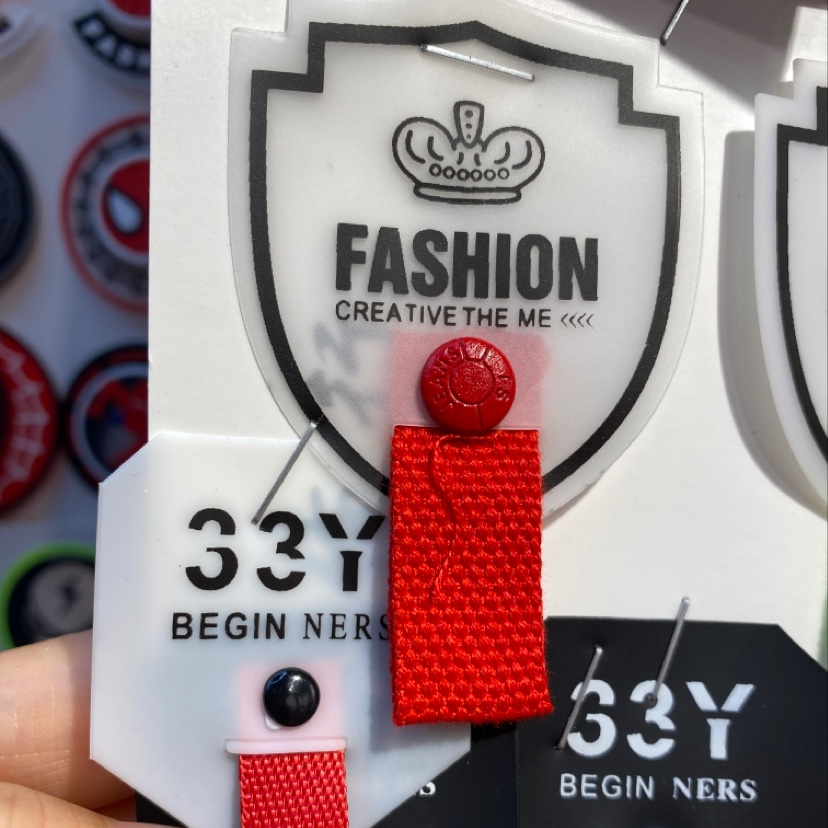 FASHION
CREATIVE THE ME <<<<
33Y
BEGIN NERS
33Y
BEGIN NERS